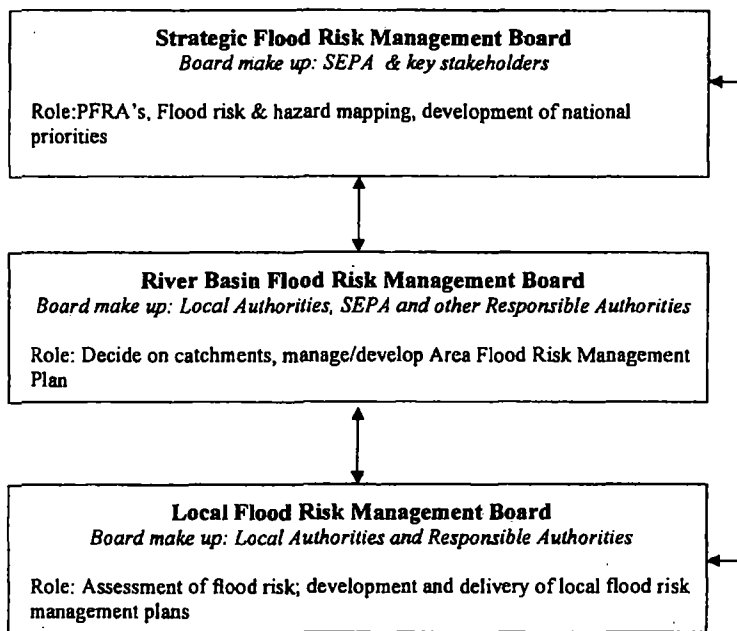 Strategic Flood Risk Management Board
Board make up: SEPA & key stakeholders
Role:PFRA's, Flood risk & hazard mapping, development of national
priorities
River Basin Flood Risk Management Board
Board make up: Local Authorities, SEPA and other Responsible Authorities
Role: Decide on catchments, manage/develop Area Flood Risk Management
Plan
Local Flood Risk Management Board
Board make up: Local Authorities and Responsible Authorities
Role: Assessment of flood risk; development and delivery of local flood risk
management plans